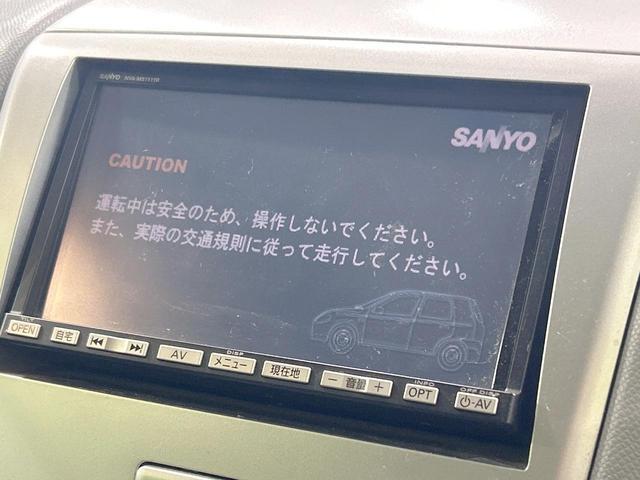 SANYO
SANYO
CAUTION
運転中は安全のため、操作しないでください。
また、実際の交通規則に従って走行してください。
TILT DISP INFO OFF DISP
OPEN 自宅 AV メニュー 現在地 − 音量 + OPT ⏻-AV